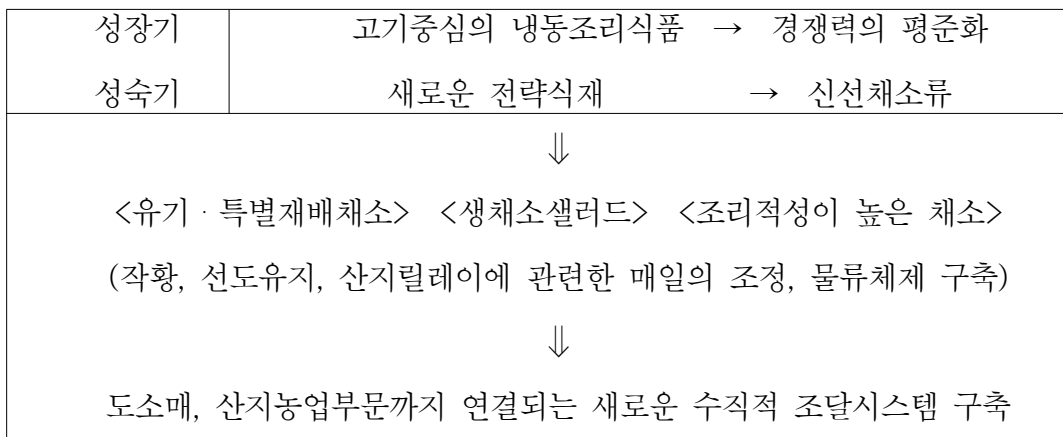 성장기 고기중심의 냉동조리식품 → 경쟁력의 평준화
성숙기 새로운 전략식재 → 신선채소류
⇓
<유기·특별재배채소> <생채소샐러드> <조리적성이 높은 채소>
(작황, 선도유지, 산지릴레이에 관련한 매일의 조정, 물류체제 구축)
⇓
도소매, 산지농업부문까지 연결되는 새로운 수직적 조달시스템 구축